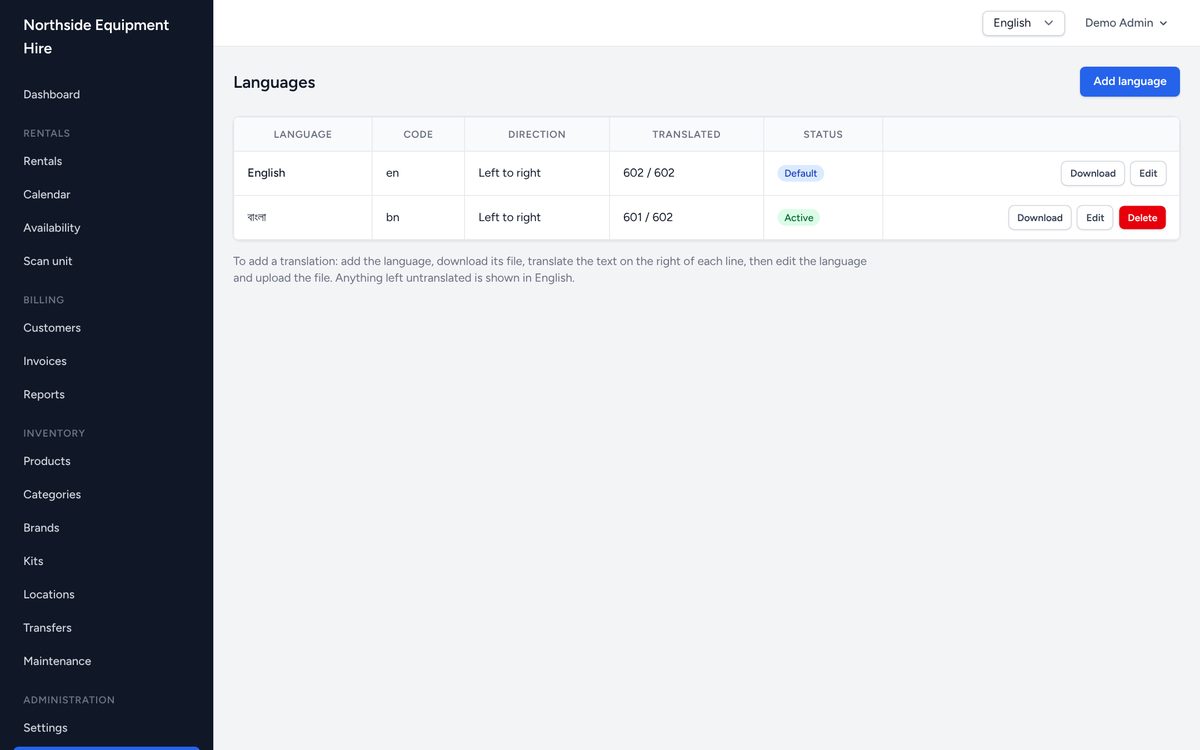 Northside Equipment
Hire
Dashboard
RENTALS
Rentals
Calendar
Availability
Scan unit
BILLING
Customers
Invoices
Reports
INVENTORY
Products
Categories
Brands
Kits
Locations
Transfers
Maintenance
ADMINISTRATION
Settings
English
Demo Admin
Languages
Add language
LANGUAGE CODE DIRECTION TRANSLATED STATUS
English en Left to right 602 / 602 Default Download Edit
বাংলা bn Left to right 601 / 602 Active Download Edit Delete
To add a translation: add the language, download its file, translate the text on the right of each line, then edit the language
and upload the file. Anything left untranslated is shown in English.